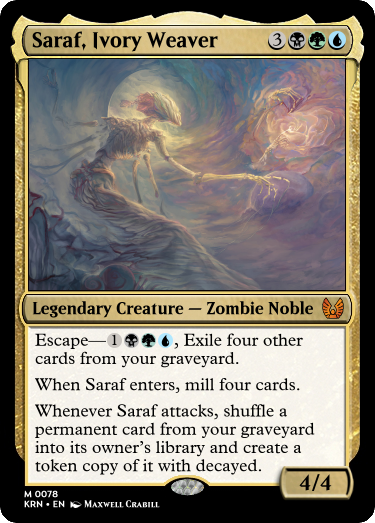 Saraf, Ivory Weaver 3
Legendary Creature — Zombie Noble
Escape—1, Exile four other
cards from your graveyard.
When Saraf enters, mill four cards.
Whenever Saraf attacks, shuffle a
permanent card from your graveyard
into its owner's library and create a
token copy of it with decayed.
4/4
M 0078
KRN • EN Maxwell Crabill